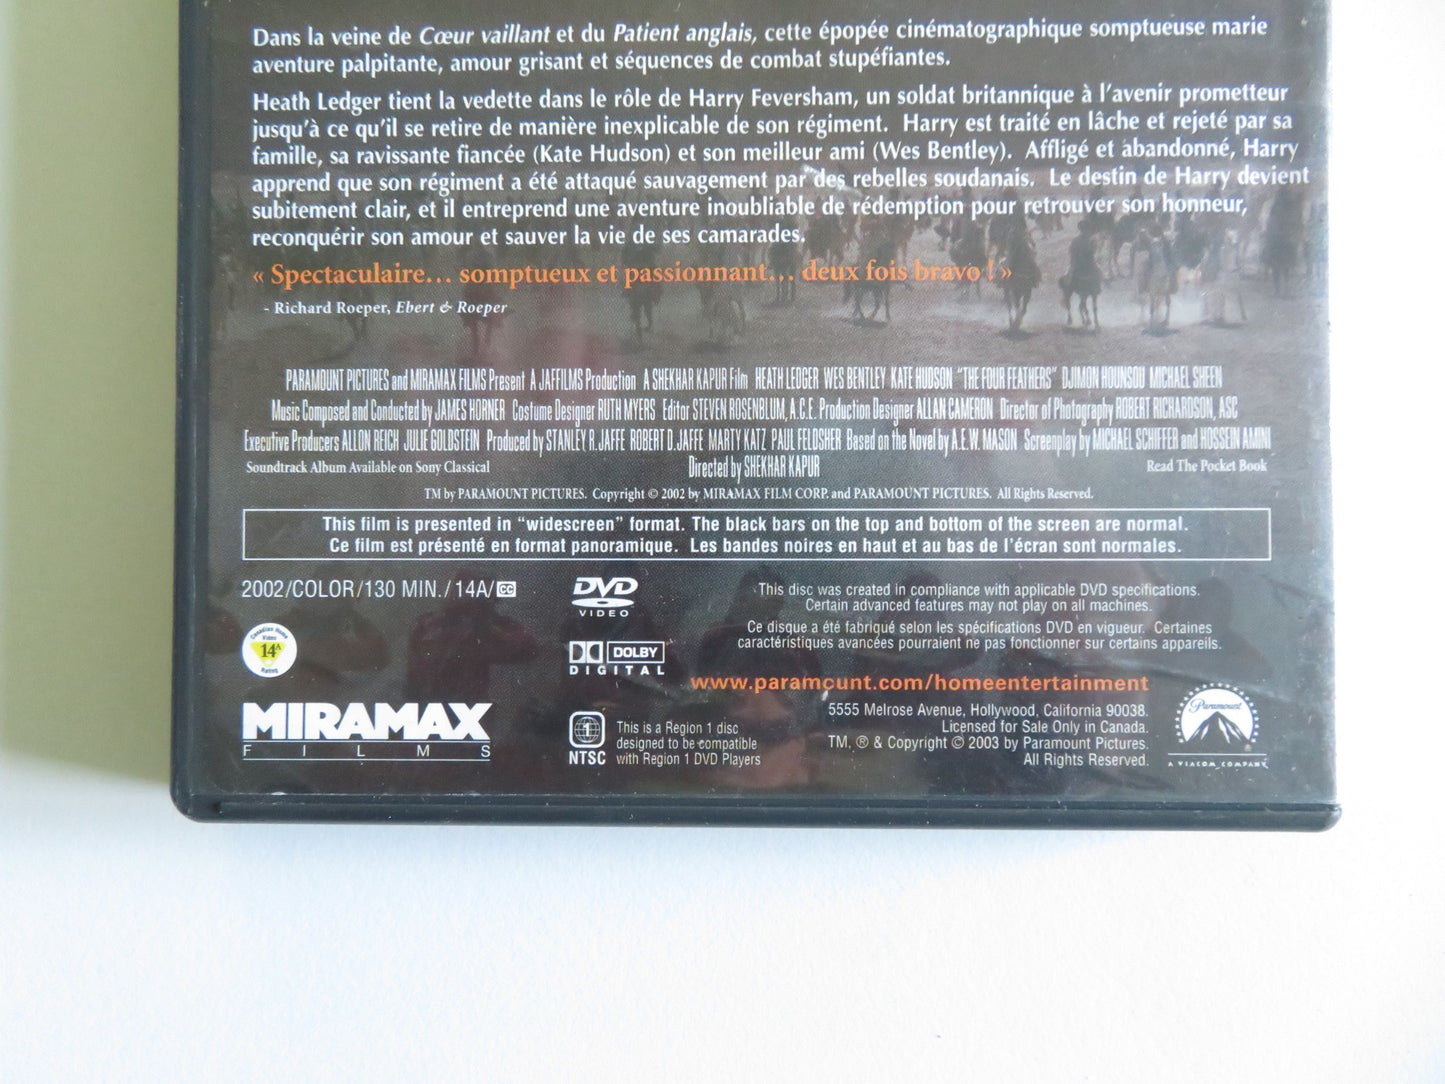 Dans la veine de Cœur vaillant et du Patient anglais, cette épopée cinématographique somptueuse marie
aventure palpitante, amour grisant et séquences de combat stupéfiantes.
Heath Ledger tient la vedette dans le rôle de Harry Feversham, un soldat britannique à l'avenir prometteur
jusqu'à ce qu'il se retire de manière inexplicable de son régiment. Harry est traité en lâche et rejeté par sa
famille, sa ravissante fiancée (Kate Hudson) et son meilleur ami (Wes Bentley). Affligé et abandonné, Harry
apprend que son régiment a été attaqué sauvagement par des rebelles soudanais. Le destin de Harry devient
subitement clair, et il entreprend une aventure inoubliable de rédemption pour retrouver son honneur,
reconquérir son amour et sauver la vie de ses camarades.
« Spectaculaire... somptueux et passionnant... deux fois bravo ! »
- Richard Roeper, Ebert & Roeper
PARAMOUNT PICTURES and MIRAMAX FILMS Present A JAFFILMS Production A SHEKHAR KAPUR Film HEATH LEDGER WES BENTLEY KATE HUDSON "THE FOUR FEATHERS" DJIMON HOUNSOU MICHAEL SHEEN
Music Composed and Conducted by JAMES HORNER Costume Designer RUTH MYERS Editor STEVEN ROSENBLUM, A.C.E. Production Designer ALLAN CAMERON Director of Photography ROBERT RICHARDSON, ASC
Executive Producers ALLON REICH JULIE GOLDSTEIN Produced by STANLEY R. JAFFE ROBERT D. JAFFE MARTY KATZ PAUL FELDSHER Based on the Novel by A.E.W. MASON Screenplay by MICHAEL SCHIFFER and HOSSEIN AMINI
Soundtrack Album Available on Sony Classical Directed by SHEKHAR KAPUR Read The Pocket Book
TM by PARAMOUNT PICTURES. Copyright © 2002 by MIRAMAX FILM CORP. and PARAMOUNT PICTURES. All Rights Reserved.
This film is presented in "widescreen" format. The black bars on the top and bottom of the screen are normal.
Ce film est présenté en format panoramique. Les bandes noires en haut et au bas de l'écran sont normales.
2002/COLOR/130 MIN./14A/CC
Canadian Home
Video
14A
Rated
MIRAMAX
FILMS
DVD
VIDEO
DOLBY
DIGITAL
1
NTSC
This is a Region 1 disc
designed to be compatible
with Region 1 DVD Players
This disc was created in compliance with applicable DVD specifications.
Certain advanced features may not play on all machines.
Ce disque a été fabriqué selon les spécifications DVD en vigueur. Certaines
caractéristiques avancées pourraient ne pas fonctionner sur certains appareils.
www.paramount.com/homeentertainment
5555 Melrose Avenue, Hollywood, California 90038.
Licensed for Sale Only in Canada.
TM, ® & Copyright © 2003 by Paramount Pictures.
All Rights Reserved.
Paramount
A VIACOM COMPANY